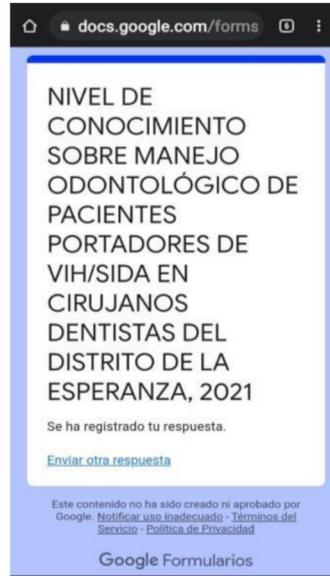 docs.google.com/forms 6
NIVEL DE
CONOCIMIENTO
SOBRE MANEJO
ODONTOLÓGICO DE
PACIENTES
PORTADORES DE
VIH/SIDA EN
CIRUJANOS
DENTISTAS DEL
DISTRITO DE LA
ESPERANZA, 2021
Se ha registrado tu respuesta.
Enviar otra respuesta
Este contenido no ha sido creado ni aprobado por
Google. Notificar uso inadecuado - Términos del
Servicio - Política de Privacidad
Google Formularios